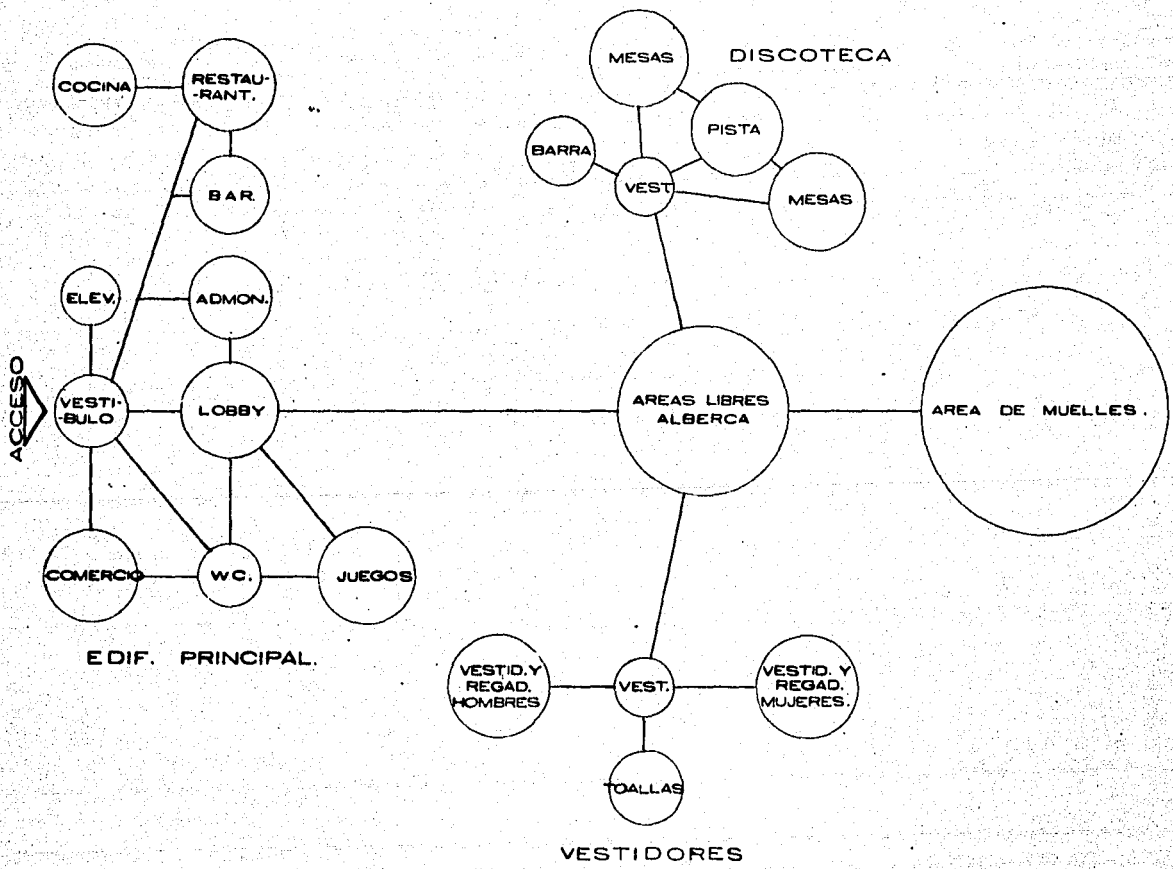 COCINA
RESTAU-
-RANT.
BAR.
ELEV.
ADMON.
ACCESO
VESTI-
-BULO
LOBBY
COMERCIO
WC.
JUEGOS
EDIF. PRINCIPAL.
MESAS
DISCOTECA
PISTA
BARRA
VEST
MESAS
AREAS LIBRES
ALBERCA
AREA DE MUELLES.
VESTID.Y
REGAD.
HOMBRES
VEST.
VESTID. Y
REGAD.
MUJERES.
TOALLAS
VESTIDORES